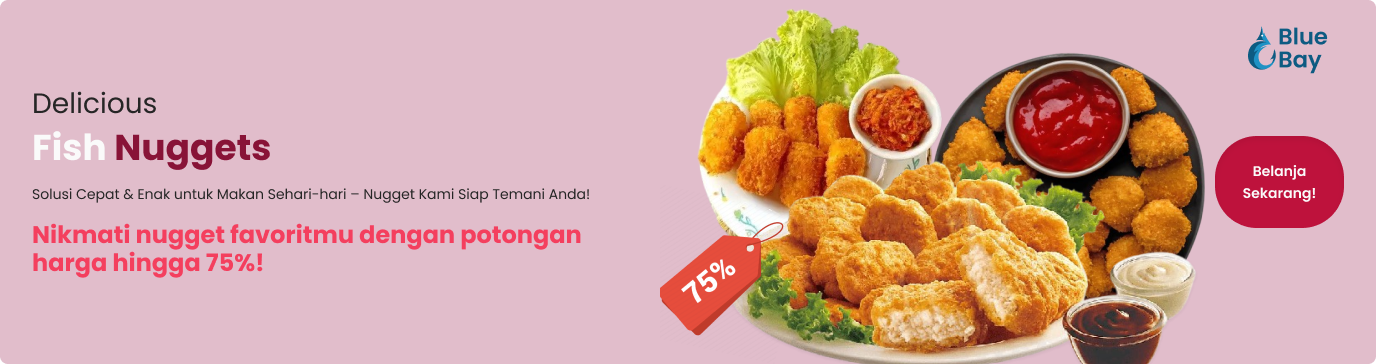 Delicious
Fish Nuggets
Solusi Cepat & Enak untuk Makan Sehari-hari – Nugget Kami Siap Temani Anda!
Nikmati nugget favoritmu dengan potongan
harga hingga 75%!
75%
Blue
Bay
Belanja
Sekarang!